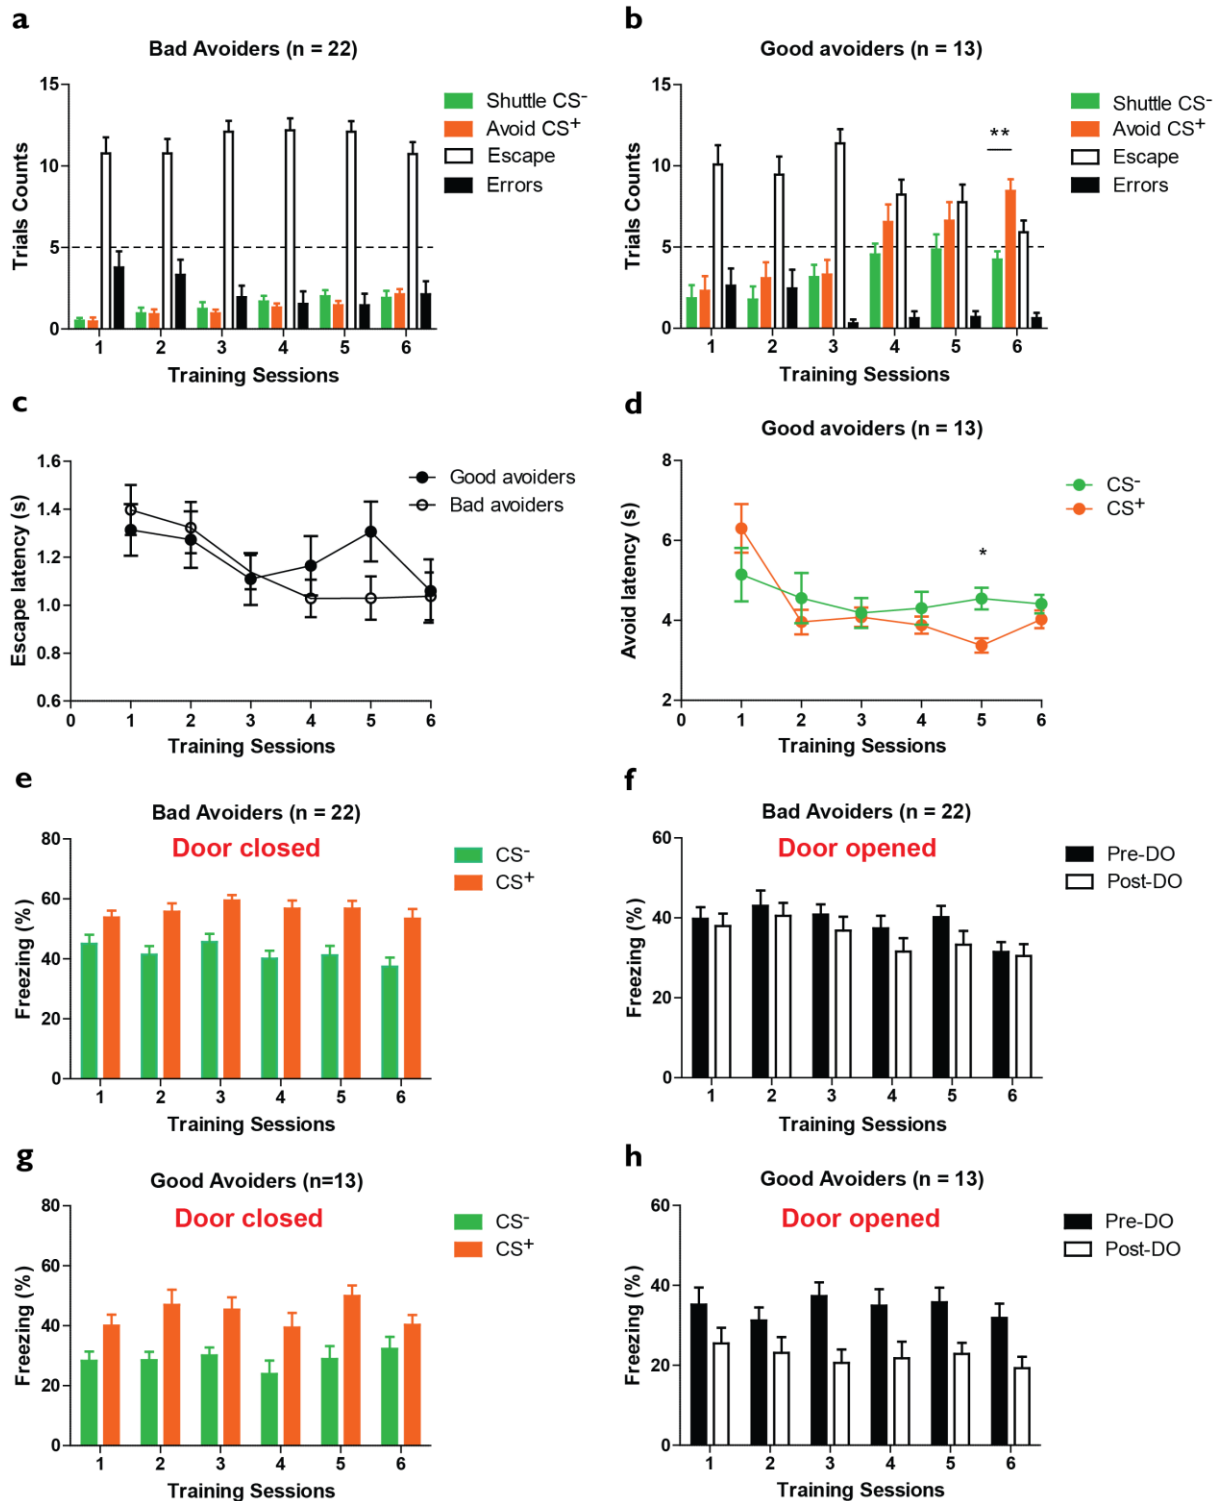 a
Bad Avoiders (n = 22)
Trials Counts
15
10
5
0
1 2 3 4 5 6
Training Sessions
Shuttle CS-
Avoid CS+
Escape
Errors
b
Good avoiders (n = 13)
Trials Counts
15
10
5
0
**
1 2 3 4 5 6
Training Sessions
Shuttle CS-
Avoid CS+
Escape
Errors
c
Escape latency (s)
1.6
1.4
1.2
1.0
0.8
0.6
0 1 2 3 4 5 6
Training Sessions
Good avoiders
Bad avoiders
d
Good avoiders (n = 13)
Avoid latency (s)
8
6
4
2
*
0 1 2 3 4 5 6
Training Sessions
CS-
CS+
e
Bad Avoiders (n = 22)
Door closed
Freezing (%)
80
60
40
20
0
1 2 3 4 5 6
Training Sessions
CS-
CS+
f
Bad Avoiders (n = 22)
Door opened
Freezing (%)
60
40
20
0
1 2 3 4 5 6
Training Sessions
Pre-DO
Post-DO
g
Good Avoiders (n=13)
Door closed
Freezing (%)
80
60
40
20
0
1 2 3 4 5 6
Training Sessions
CS-
CS+
h
Good Avoiders (n = 13)
Door opened
Freezing (%)
60
40
20
0
1 2 3 4 5 6
Training Sessions
Pre-DO
Post-DO